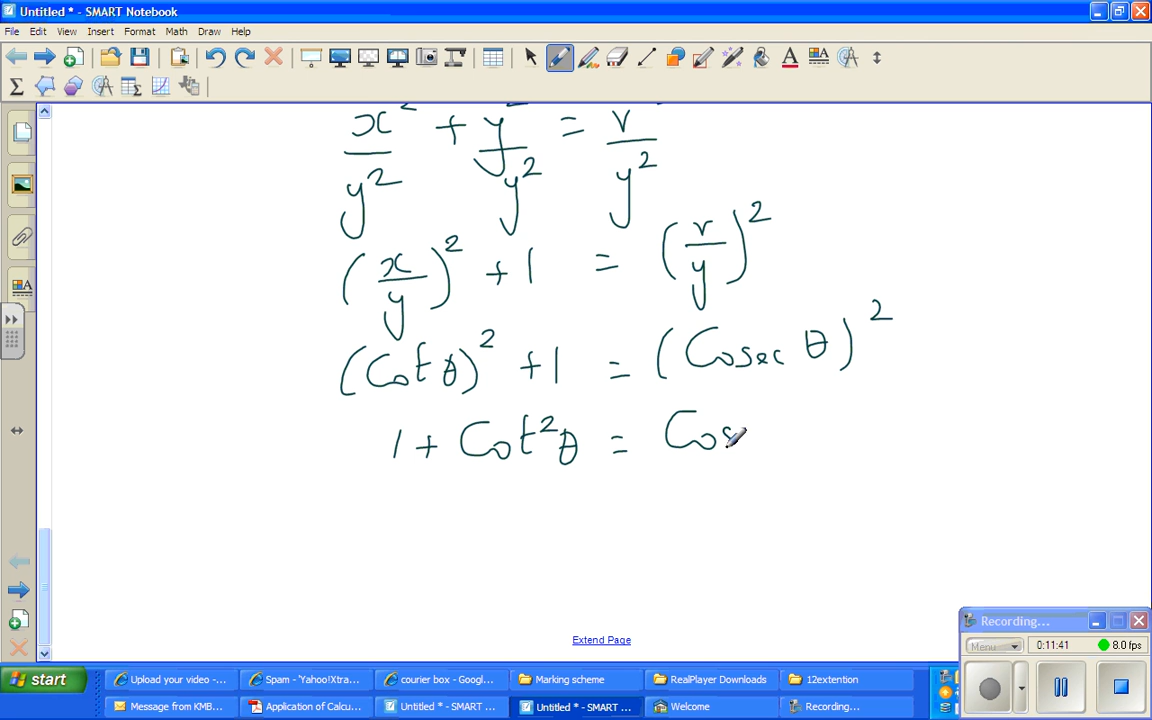 Untitled * - SMART Notebook
File Edit View Insert Format Math Draw Help
x² + y² = r
y² y² y²
(x/y)² + 1 = (r/y)²
(Cot θ)² + 1 = (Cosec θ)²
1 + Cot²θ = Cos
Extend Page
Recording...
Menu 0:11:41 8.0 fps
start Upload your video -... Spam - 'Yahoo!Xtra... courier box - Googl... Marking scheme RealPlayer Downloads 12extention
Message from KMB... Application of Calcu... Untitled * - SMART ... Untitled * - SMART ... Welcome Recording...